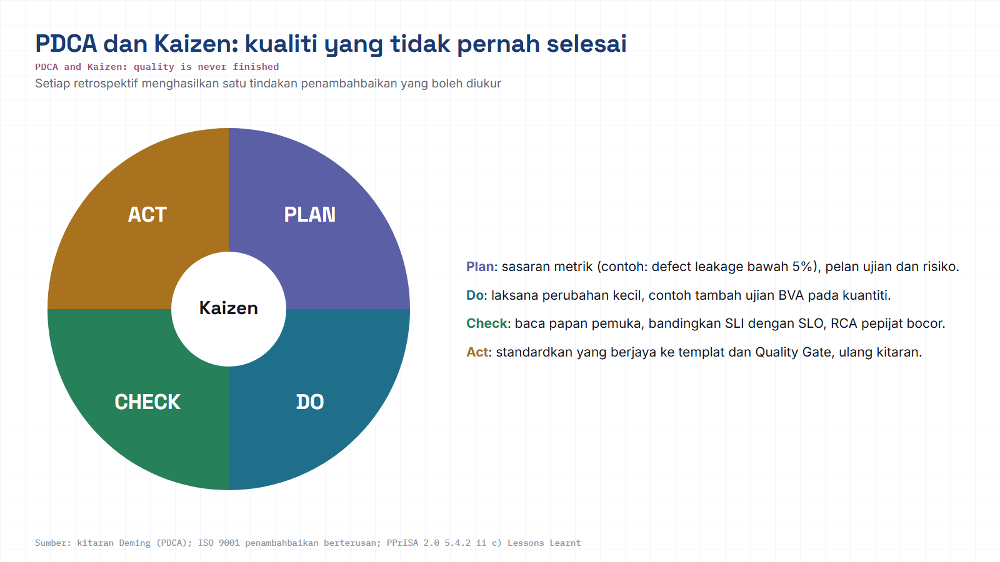 PDCA dan Kaizen: kualiti yang tidak pernah selesai
PDCA and Kaizen: quality is never finished
Setiap retrospektif menghasilkan satu tindakan penambahbaikan yang boleh diukur
ACT
PLAN
Kaizen
CHECK
DO
Plan: sasaran metrik (contoh: defect leakage bawah 5%), pelan ujian dan risiko.
Do: laksana perubahan kecil, contoh tambah ujian BVA pada kuantiti.
Check: baca papan pemuka, bandingkan SLI dengan SLO, RCA pepijat bocor.
Act: standardkan yang berjaya ke templat dan Quality Gate, ulang kitaran.
Sumber: kitaran Deming (PDCA); ISO 9001 penambahbaikan berterusan; PPrISA 2.0 5.4.2 ii c) Lessons Learnt